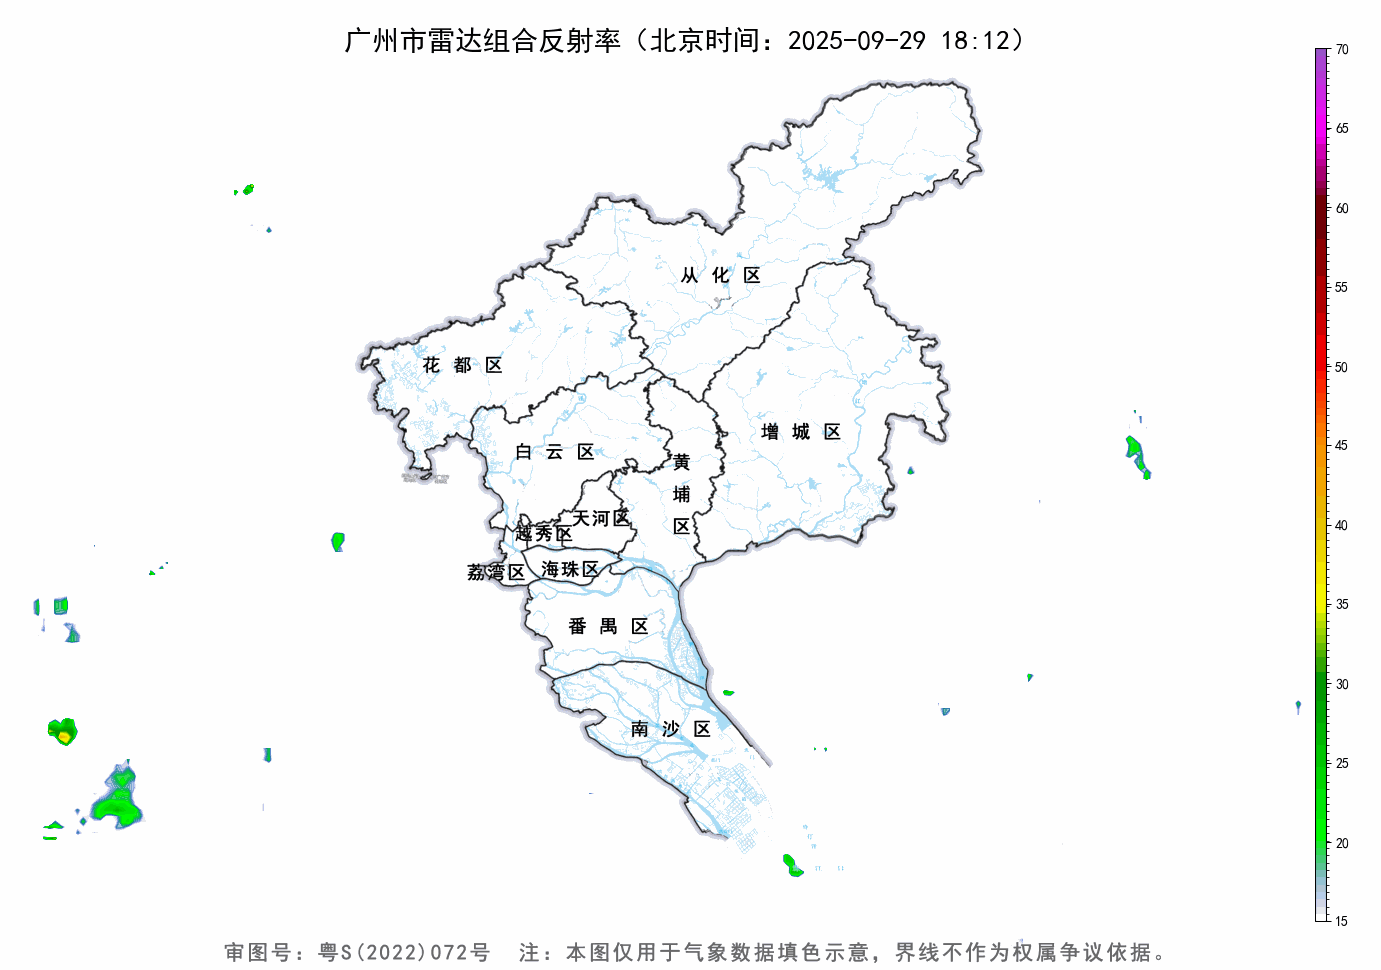 广州市雷达组合反射率（北京时间：2025-09-29 18:12）
70
65
60
55
50
45
40
35
30
25
20
15
从化区
花都区
增城区
白云区
黄埔区
天河区
越秀区
海珠区
荔湾区
番禺区
南沙区
审图号：粤S(2022)072号 注：本图仅用于气象数据填色示意，界线不作为权属争议依据。